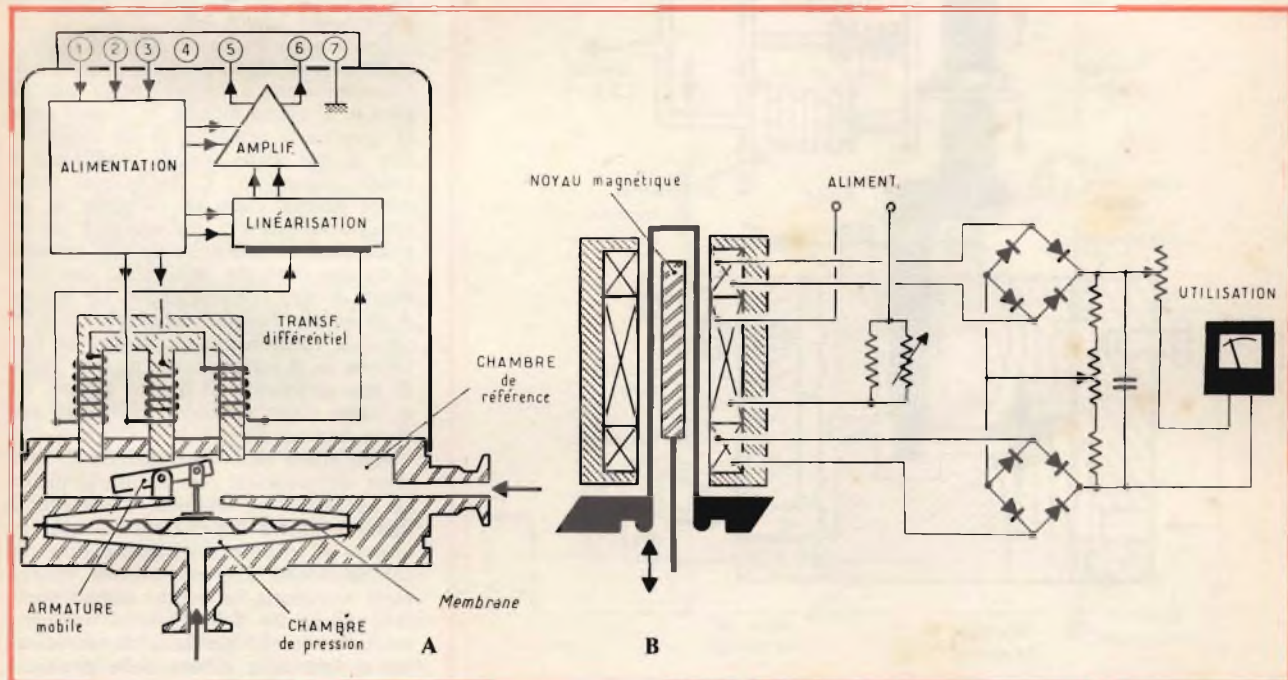 1 2 3 4 5 6 7
ALIMENTATION
AMPLIF.
LINÉARISATION
TRANSF.
différentiel
CHAMBRE
de
référence
ARMATURE
mobile
CHAMBRE
de pression
Membrane
A
NOYAU magnétique
ALIMENT.
UTILISATION
B